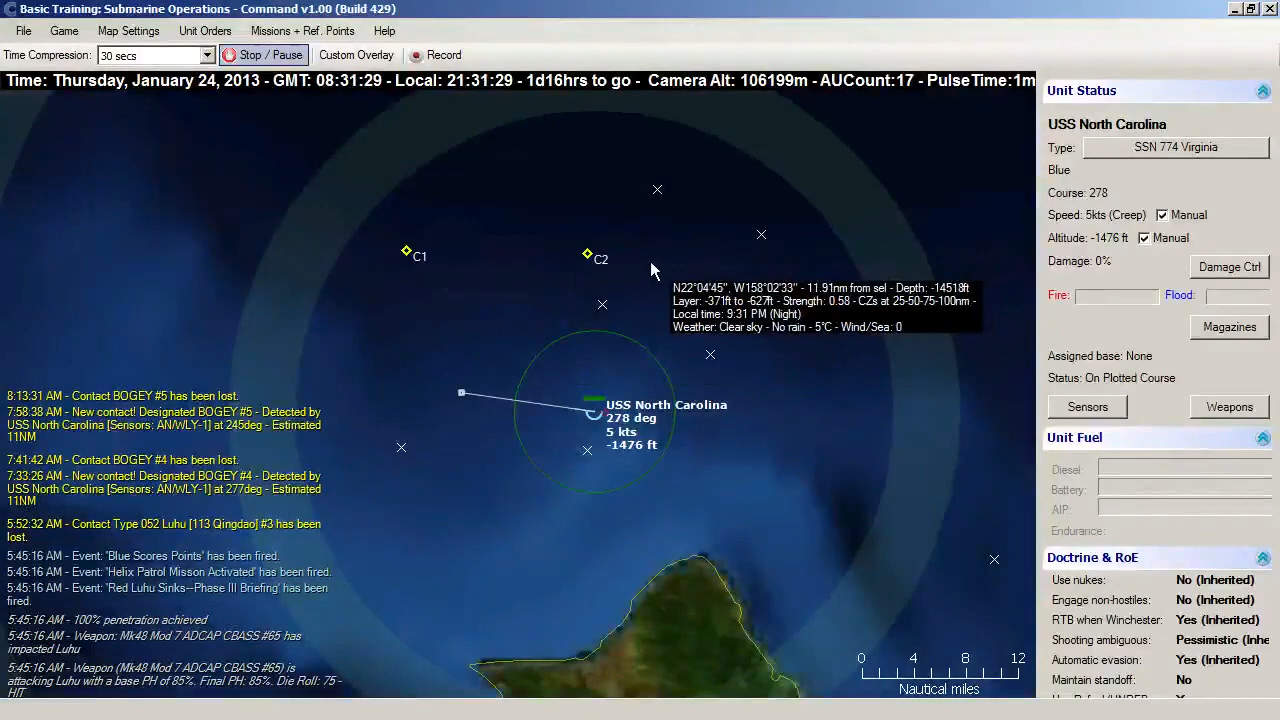 Basic Training: Submarine Operations - Command v1.00 (Build 429)
File Game Map Settings Unit Orders Missions + Ref. Points Help
Time Compression: 30 secs Stop / Pause Custom Overlay Record
Time: Thursday, January 24, 2013 - GMT: 08:31:29 - Local: 21:31:29 - 1d16hrs to go - Camera Alt: 106199m - AUCount:17 - PulseTime:1m
C1
C2
N22°04'45", W158°02'33" - 11.91nm from sel - Depth: -14518ft
Layer: -371ft to -627ft - Strength: 0.58 - CZs at 25-50-75-100nm -
Local time: 9:31 PM (Night)
Weather: Clear sky - No rain - 5°C - Wind/Sea: 0
USS North Carolina
278 deg
5 kts
-1476 ft
8:13:31 AM - Contact BOGEY #5 has been lost.
7:58:38 AM - New contact! Designated BOGEY #5 - Detected by
USS North Carolina [Sensors: AN/WLY-1] at 245deg - Estimated
11NM
7:41:42 AM - Contact BOGEY #4 has been lost.
7:33:26 AM - New contact! Designated BOGEY #4 - Detected by
USS North Carolina [Sensors: AN/WLY-1] at 277deg - Estimated
11NM
5:52:32 AM - Contact Type 052 Luhu [113 Qingdao] #3 has been
lost.
5:45:16 AM - Event: 'Blue Scores Points' has been fired.
5:45:16 AM - Event: 'Helix Patrol Misson Activated' has been fired.
5:45:16 AM - Event: 'Red Luhu Sinks--Phase III Briefing' has been
fired.
5:45:16 AM - 100% penetration achieved
5:45:16 AM - Weapon: Mk48 Mod 7 ADCAP CBASS #65 has
impacted Luhu
5:45:16 AM - Weapon (Mk48 Mod 7 ADCAP CBASS #65) is
attacking Luhu with a base PH of 85%. Final PH: 85%. Die Roll: 75 -
HIT
0 4 8 12
Nautical miles
Unit Status
USS North Carolina
Type: SSN 774 Virginia
Blue
Course: 278
Speed: 5kts (Creep) Manual
Altitude: -1476 ft Manual
Damage: 0% Damage Ctrl
Fire: Flood:
Magazines
Assigned base: None
Status: On Plotted Course
Sensors Weapons
Unit Fuel
Diesel:
Battery:
AIP:
Endurance:
Doctrine & RoE
Use nukes: No (Inherited)
Engage non-hostiles: No (Inherited)
RTB when Winchester: Yes (Inherited)
Shooting ambiguous: Pessimistic (Inhe
Automatic evasion: Yes (Inherited)
Maintain standoff: No